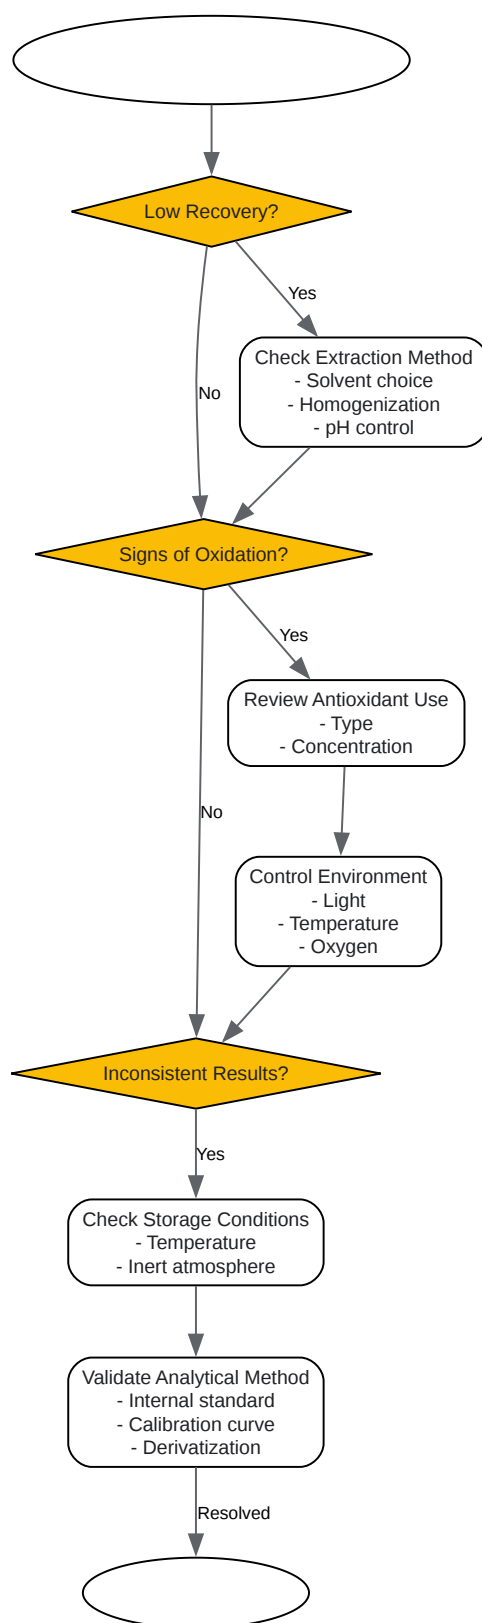 Low Recovery?
Yes
Check Extraction Method
- Solvent choice
- Homogenization
- pH control
No
Signs of Oxidation?
Yes
Review Antioxidant Use
- Type
- Concentration
No
Control Environment
- Light
- Temperature
- Oxygen
Inconsistent Results?
Yes
Check Storage Conditions
- Temperature
- Inert atmosphere
Validate Analytical Method
- Internal standard
- Calibration curve
- Derivatization
Resolved